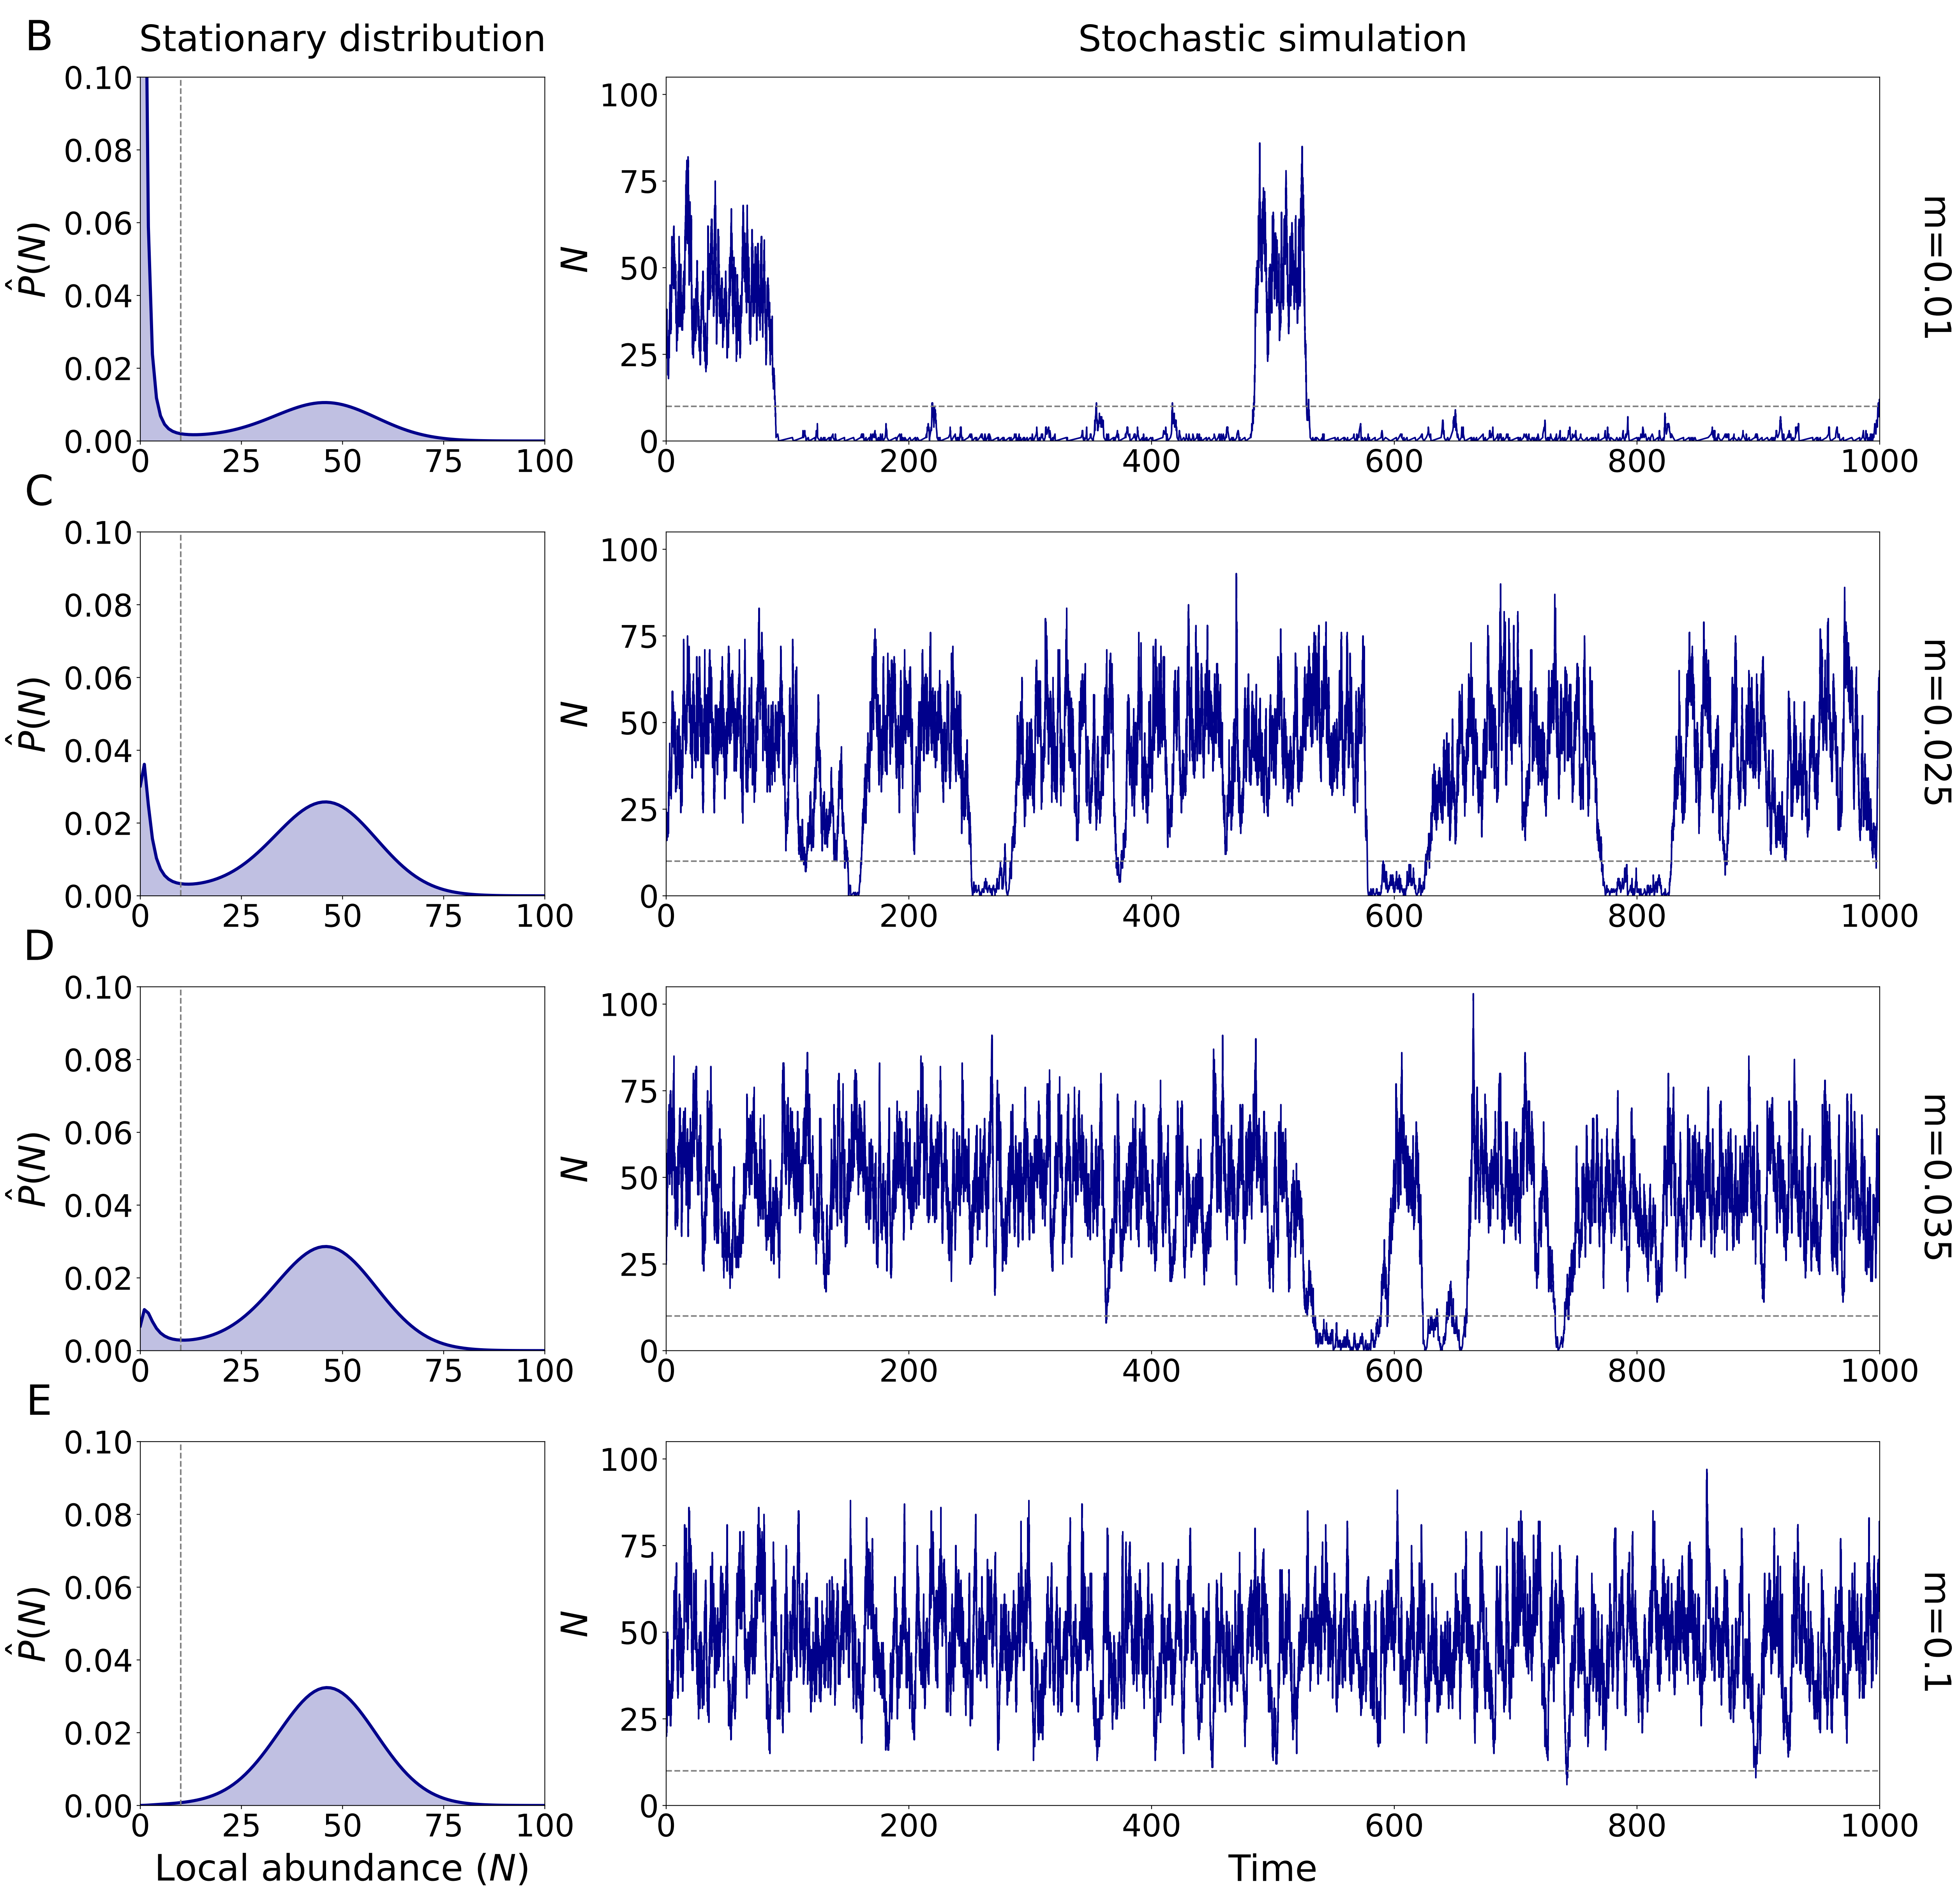 B
Stationary distribution
Stochastic simulation
0.10
0.08
0.06
0.04
0.02
0.00
P̂(N)
0 25 50 75 100
100
75
50
25
0
N
0 200 400 600 800 1000
m=0.01
C
0.10
0.08
0.06
0.04
0.02
0.00
P̂(N)
0 25 50 75 100
100
75
50
25
0
N
0 200 400 600 800 1000
m=0.025
D
0.10
0.08
0.06
0.04
0.02
0.00
P̂(N)
0 25 50 75 100
100
75
50
25
0
N
0 200 400 600 800 1000
m=0.035
E
0.10
0.08
0.06
0.04
0.02
0.00
P̂(N)
0 25 50 75 100
Local abundance (N)
100
75
50
25
0
N
0 200 400 600 800 1000
Time
m=0.1